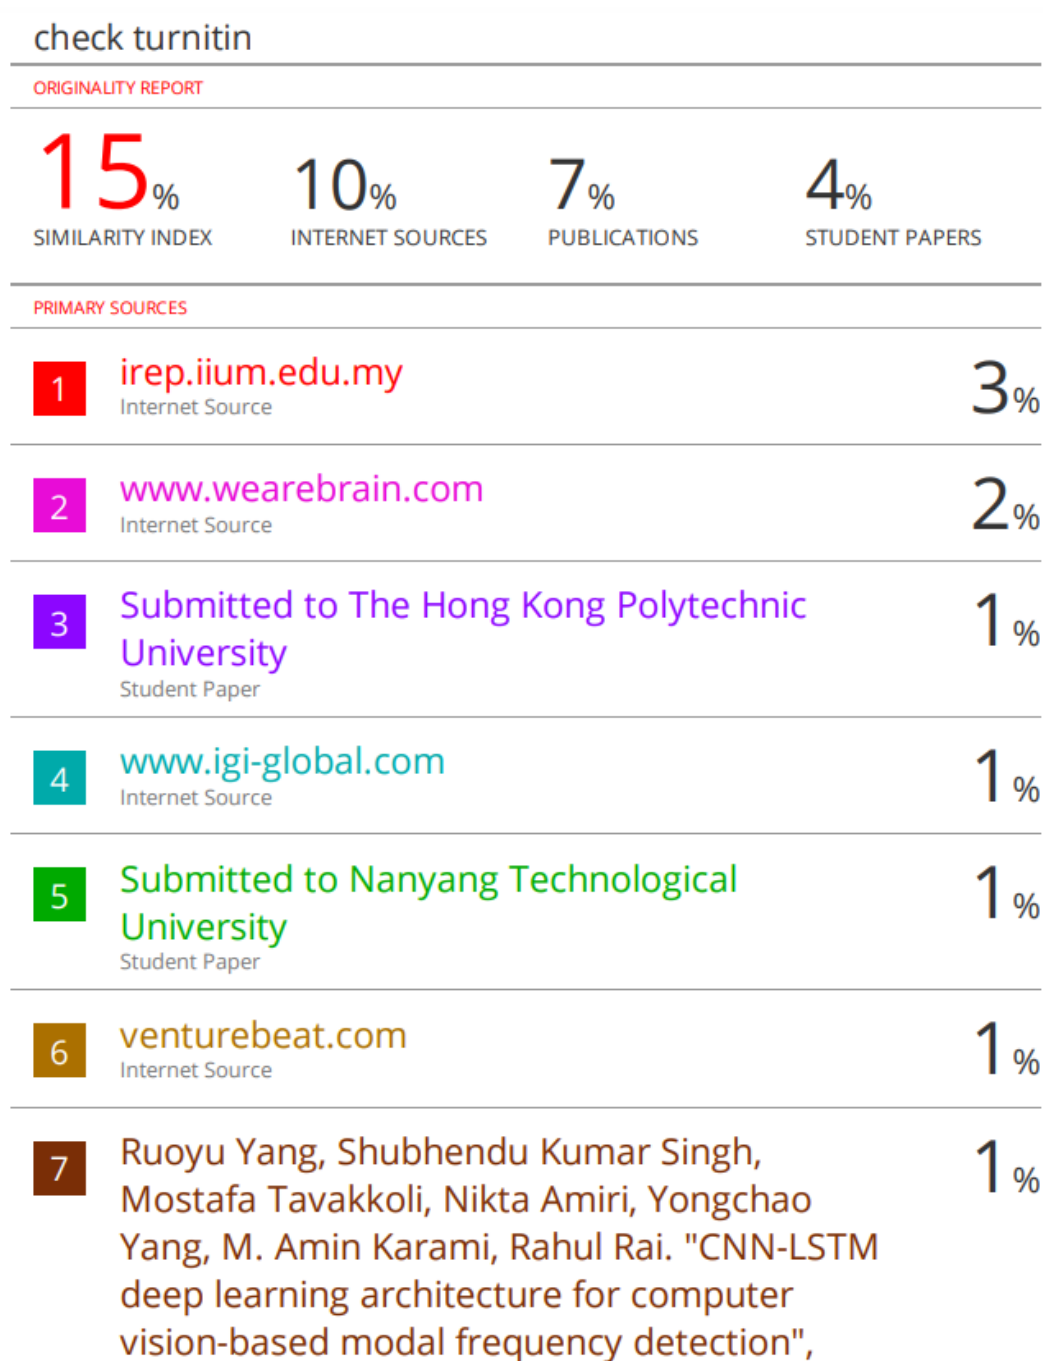 check turnitin
ORIGINALITY REPORT
15%
10%
7%
4%
SIMILARITY INDEX
INTERNET SOURCES
PUBLICATIONS
STUDENT PAPERS
PRIMARY SOURCES
1
irep.iium.edu.my
Internet Source
3%
2
www.wearebrain.com
Internet Source
2%
3
Submitted to The Hong Kong Polytechnic
University
Student Paper
1%
4
www.igi-global.com
Internet Source
1%
5
Submitted to Nanyang Technological
University
Student Paper
1%
6
venturebeat.com
Internet Source
1%
7
Ruoyu Yang, Shubhendu Kumar Singh,
Mostafa Tavakkoli, Nikta Amiri, Yongchao
Yang, M. Amin Karami, Rahul Rai. "CNN-LSTM
deep learning architecture for computer
vision-based modal frequency detection",
1%